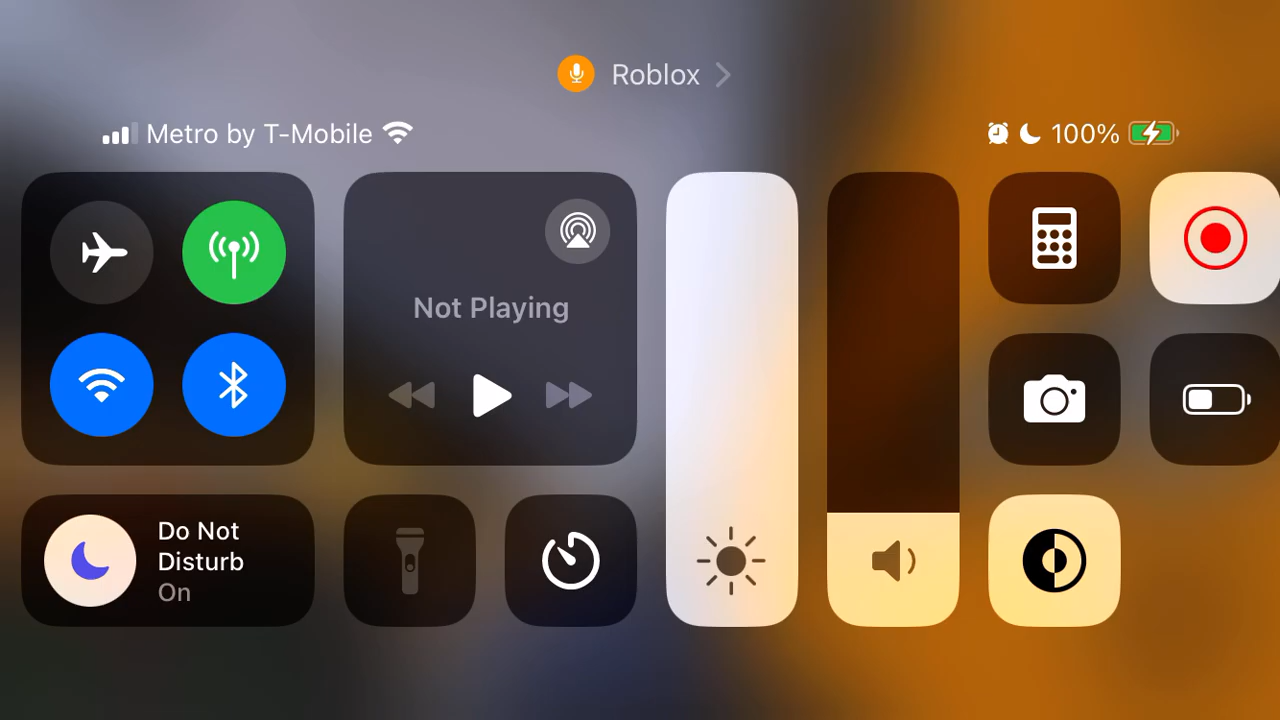 Roblox
Metro by T-Mobile
100%
Not Playing
Do Not
Disturb
On